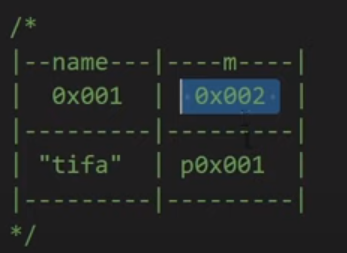 /*
|--name---|----m----|
|  0x001  |  0x002  |
|---------|---------|
| "tifa"  | p0x001  |
|---------|---------|
*/